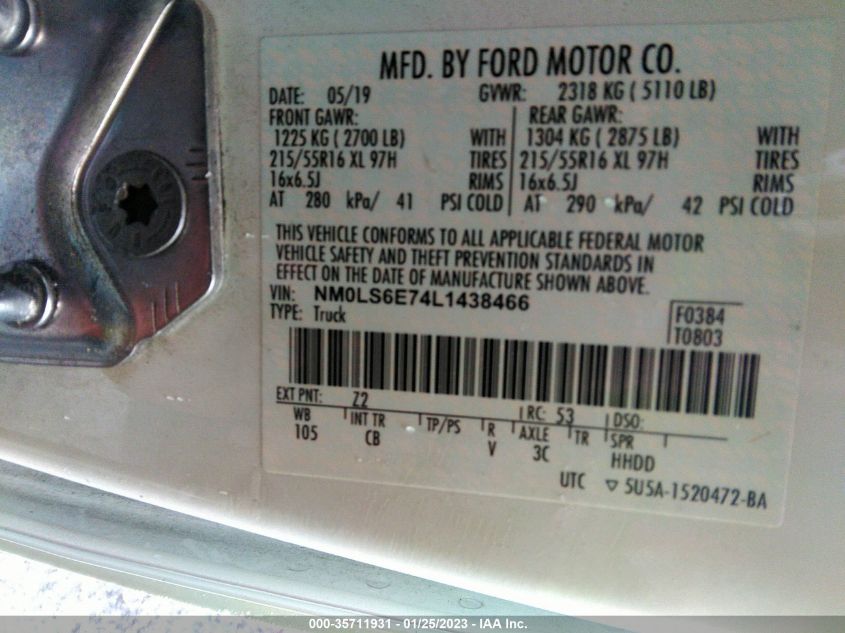 MFD. BY FORD MOTOR CO.
DATE: 05/19 GVWR: 2318 KG ( 5110 LB)
FRONT GAWR: REAR GAWR:
1225 KG ( 2700 LB) WITH 1304 KG ( 2875 LB) WITH
215/55R16 XL 97H TIRES 215/55R16 XL 97H TIRES
16x6.5J RIMS 16x6.5J RIMS
AT 280 kPa/ 41 PSI COLD AT 290 kPa/ 42 PSI COLD
THIS VEHICLE CONFORMS TO ALL APPLICABLE FEDERAL MOTOR
VEHICLE SAFETY AND THEFT PREVENTION STANDARDS IN
EFFECT ON THE DATE OF MANUFACTURE SHOWN ABOVE.
VIN: NM0LS6E74L1438466
TYPE: Truck
F0384
T0803
EXT PNT: Z2 RC: 53 DSO:
WB INT TR TP/PS R AXLE TR SPR
105 CB V 3C HHDD
UTC ▽ 5U5A-1520472-BA
000-35711931 - 01/25/2023 - IAA Inc.